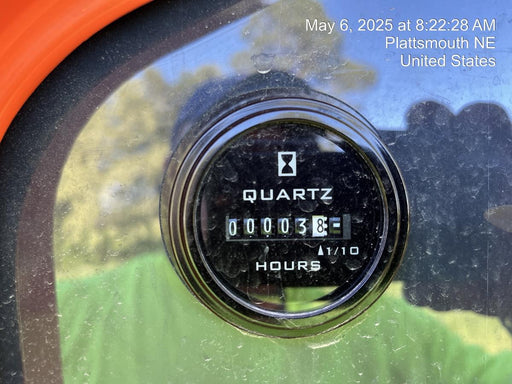 May 6, 2025 at 8:22:28 AM
Plattsmouth NE
United States
QUARTZ
000038
1/10
HOURS